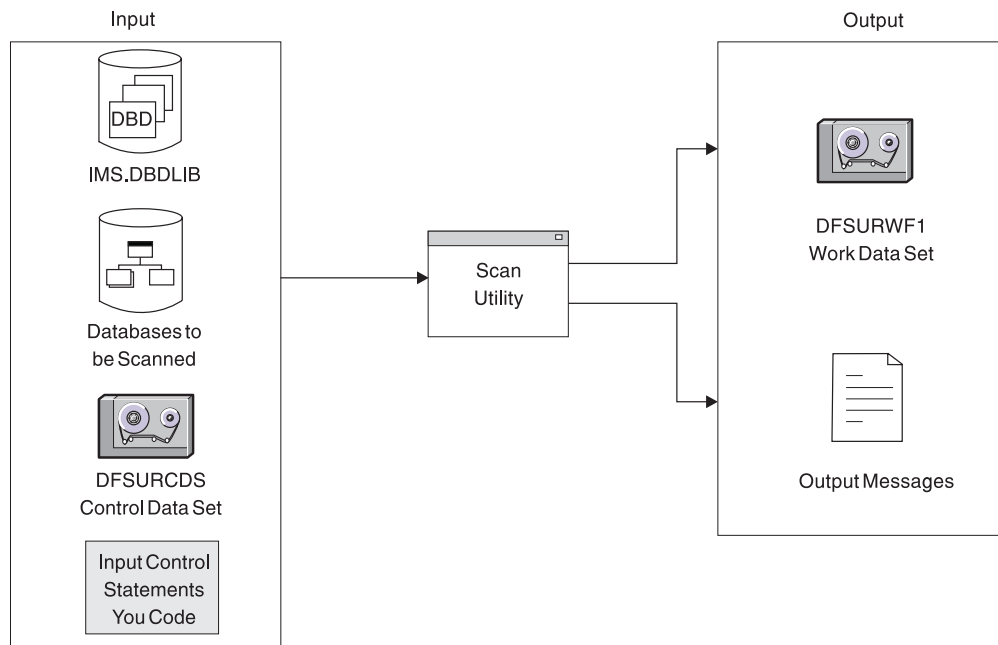 Input
DBD
IMS.DBDLIB
Databases to
be Scanned
DFSURCDS
Control Data Set
Input Control
Statements
You Code
Scan
Utility
Output
DFSURWF1
Work Data Set
Output Messages